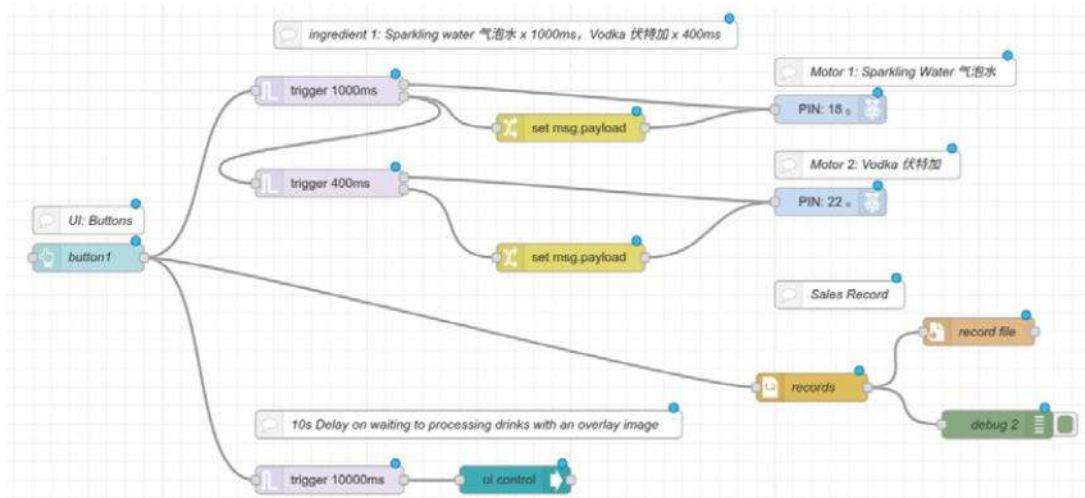 ingredient 1: Sparkling water 气泡水 x 1000ms，Vodka 伏特加 x 400ms
Motor 1: Sparkling Water 气泡水
trigger 1000ms
PIN: 18
set msg.payload
Motor 2: Vodka 伏特加
trigger 400ms
PIN: 22
UI: Buttons
button1
set msg.payload
Sales Record
record file
1,2
records
10s Delay on waiting to processing drinks with an overlay image
debug 2
trigger 10000ms
ui control